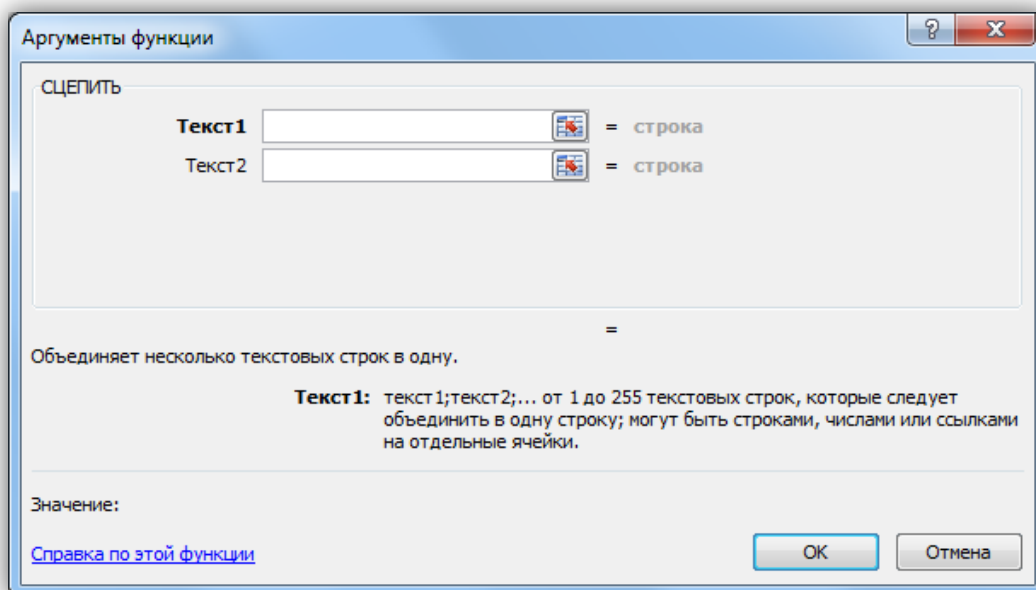 Аргументы функции
СЦЕПИТЬ
Текст1 = строка
Текст2 = строка
=
Объединяет несколько текстовых строк в одну.
Текст1: текст1;текст2;... от 1 до 255 текстовых строк, которые следует
объединить в одну строку; могут быть строками, числами или ссылками
на отдельные ячейки.
Значение:
Справка по этой функции
ОК Отмена